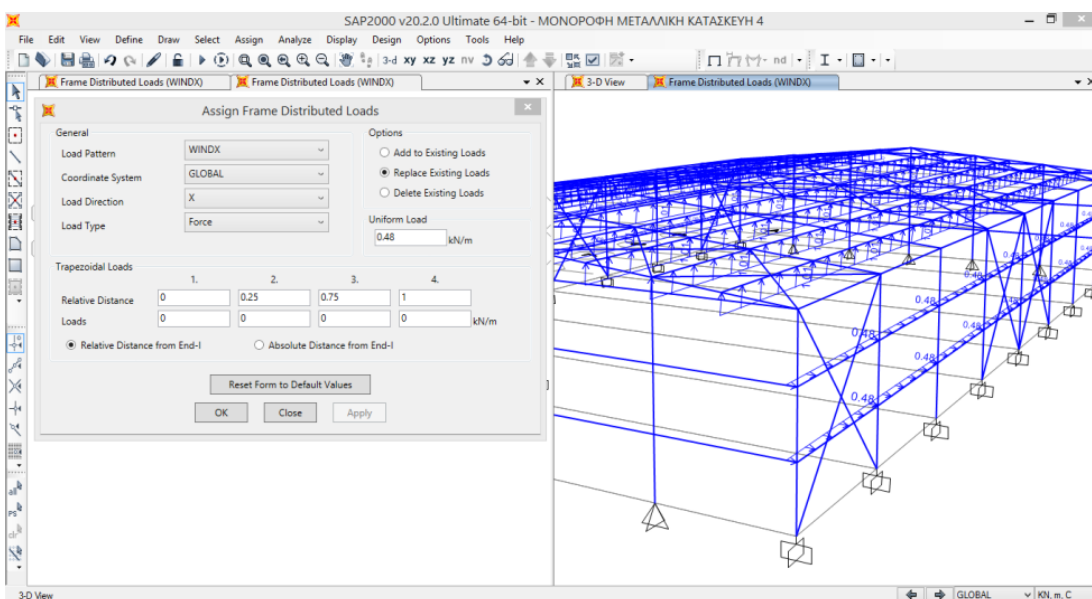 SAP2000 v20.2.0 Ultimate 64-bit - ΜΟΝΟΡΟΦΗ ΜΕΤΑΛΛΙΚΗ ΚΑΤΑΣΚΕΥΗ 4
File Edit View Define Draw Select Assign Analyze Display Design Options Tools Help
3-d xy xz yz nv nd
Frame Distributed Loads (WINDX) Frame Distributed Loads (WINDX) 3-D View Frame Distributed Loads (WINDX)
Assign Frame Distributed Loads
General Options
Load Pattern WINDX Add to Existing Loads
Coordinate System GLOBAL Replace Existing Loads
Load Direction X Delete Existing Loads
Load Type Force
Uniform Load
0.48 kN/m
Trapezoidal Loads
1. 2. 3. 4.
Relative Distance 0 0.25 0.75 1
Loads 0 0 0 0 kN/m
Relative Distance from End-I Absolute Distance from End-I
Reset Form to Default Values
OK Close Apply
0.48 0.48
0.48 0.48
0.48 0.48
0.48 0.48
3-D View GLOBAL KN, m, C